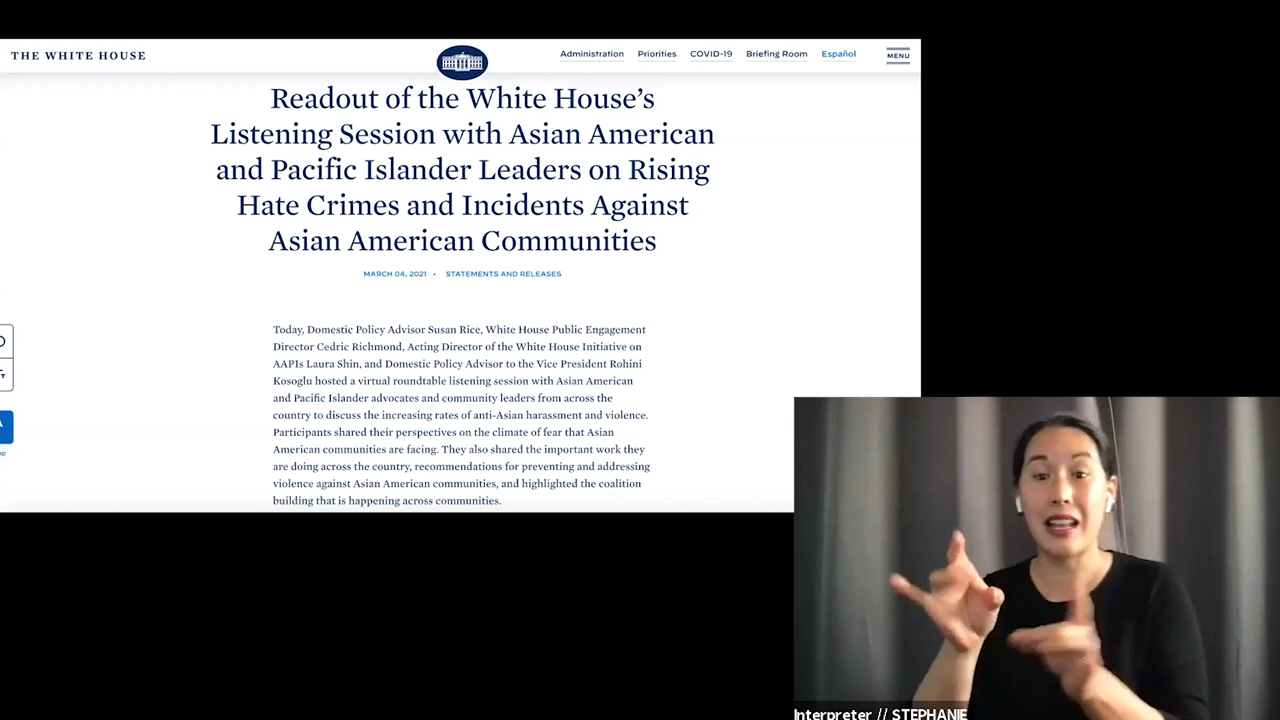 THE WHITE HOUSE
Administration Priorities COVID-19 Briefing Room Español MENU
Readout of the White House’s
Listening Session with Asian American
and Pacific Islander Leaders on Rising
Hate Crimes and Incidents Against
Asian American Communities
MARCH 04, 2021 • STATEMENTS AND RELEASES
Today, Domestic Policy Advisor Susan Rice, White House Public Engagement
Director Cedric Richmond, Acting Director of the White House Initiative on
AAPIs Laura Shin, and Domestic Policy Advisor to the Vice President Rohini
Kosoglu hosted a virtual roundtable listening session with Asian American
and Pacific Islander advocates and community leaders from across the
country to discuss the increasing rates of anti-Asian harassment and violence.
Participants shared their perspectives on the climate of fear that Asian
American communities are facing. They also shared the important work they
are doing across the country, recommendations for preventing and addressing
violence against Asian American communities, and highlighted the coalition
building that is happening across communities.
Interpreter // STEPHANIE